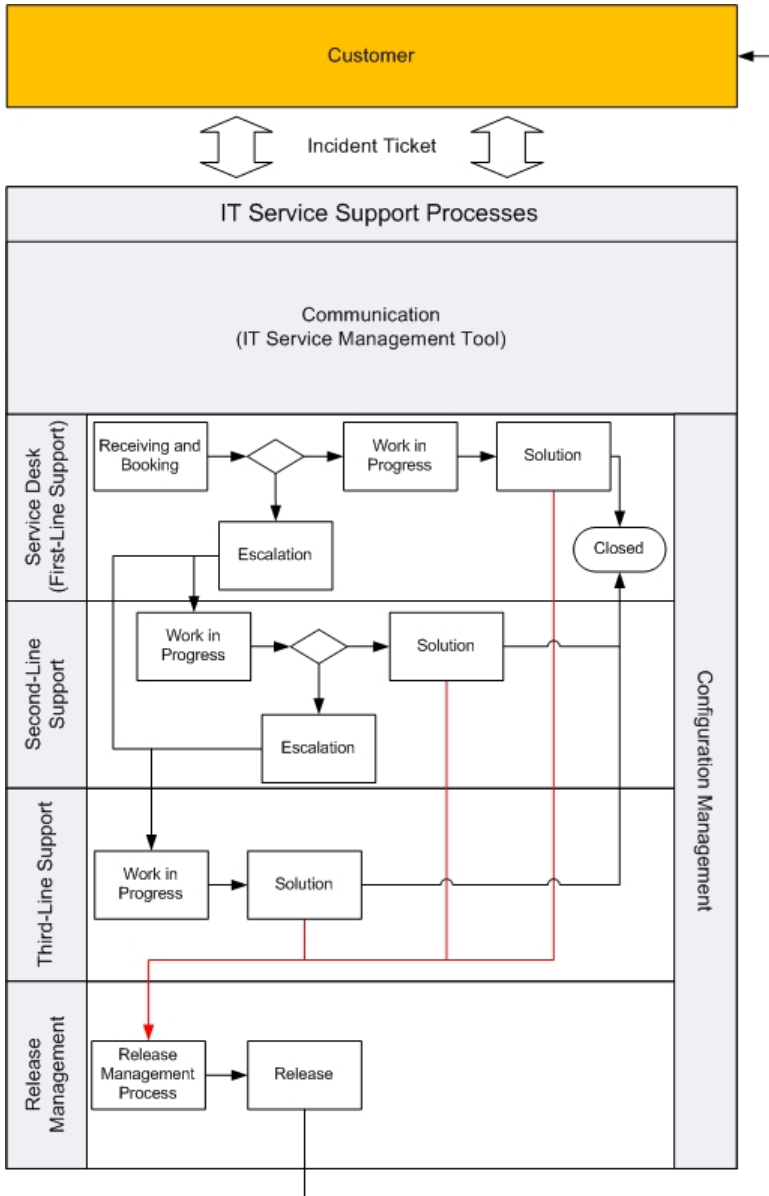 Customer
Incident Ticket
IT Service Support Processes
Communication
(IT Service Management Tool)
Service Desk
(First-Line Support)
Receiving and
Booking
Work in
Progress
Solution
Escalation
Closed
Second-Line
Support
Work in
Progress
Solution
Escalation
Configuration Management
Third-Line Support
Work in
Progress
Solution
Release
Management
Release
Management
Process
Release